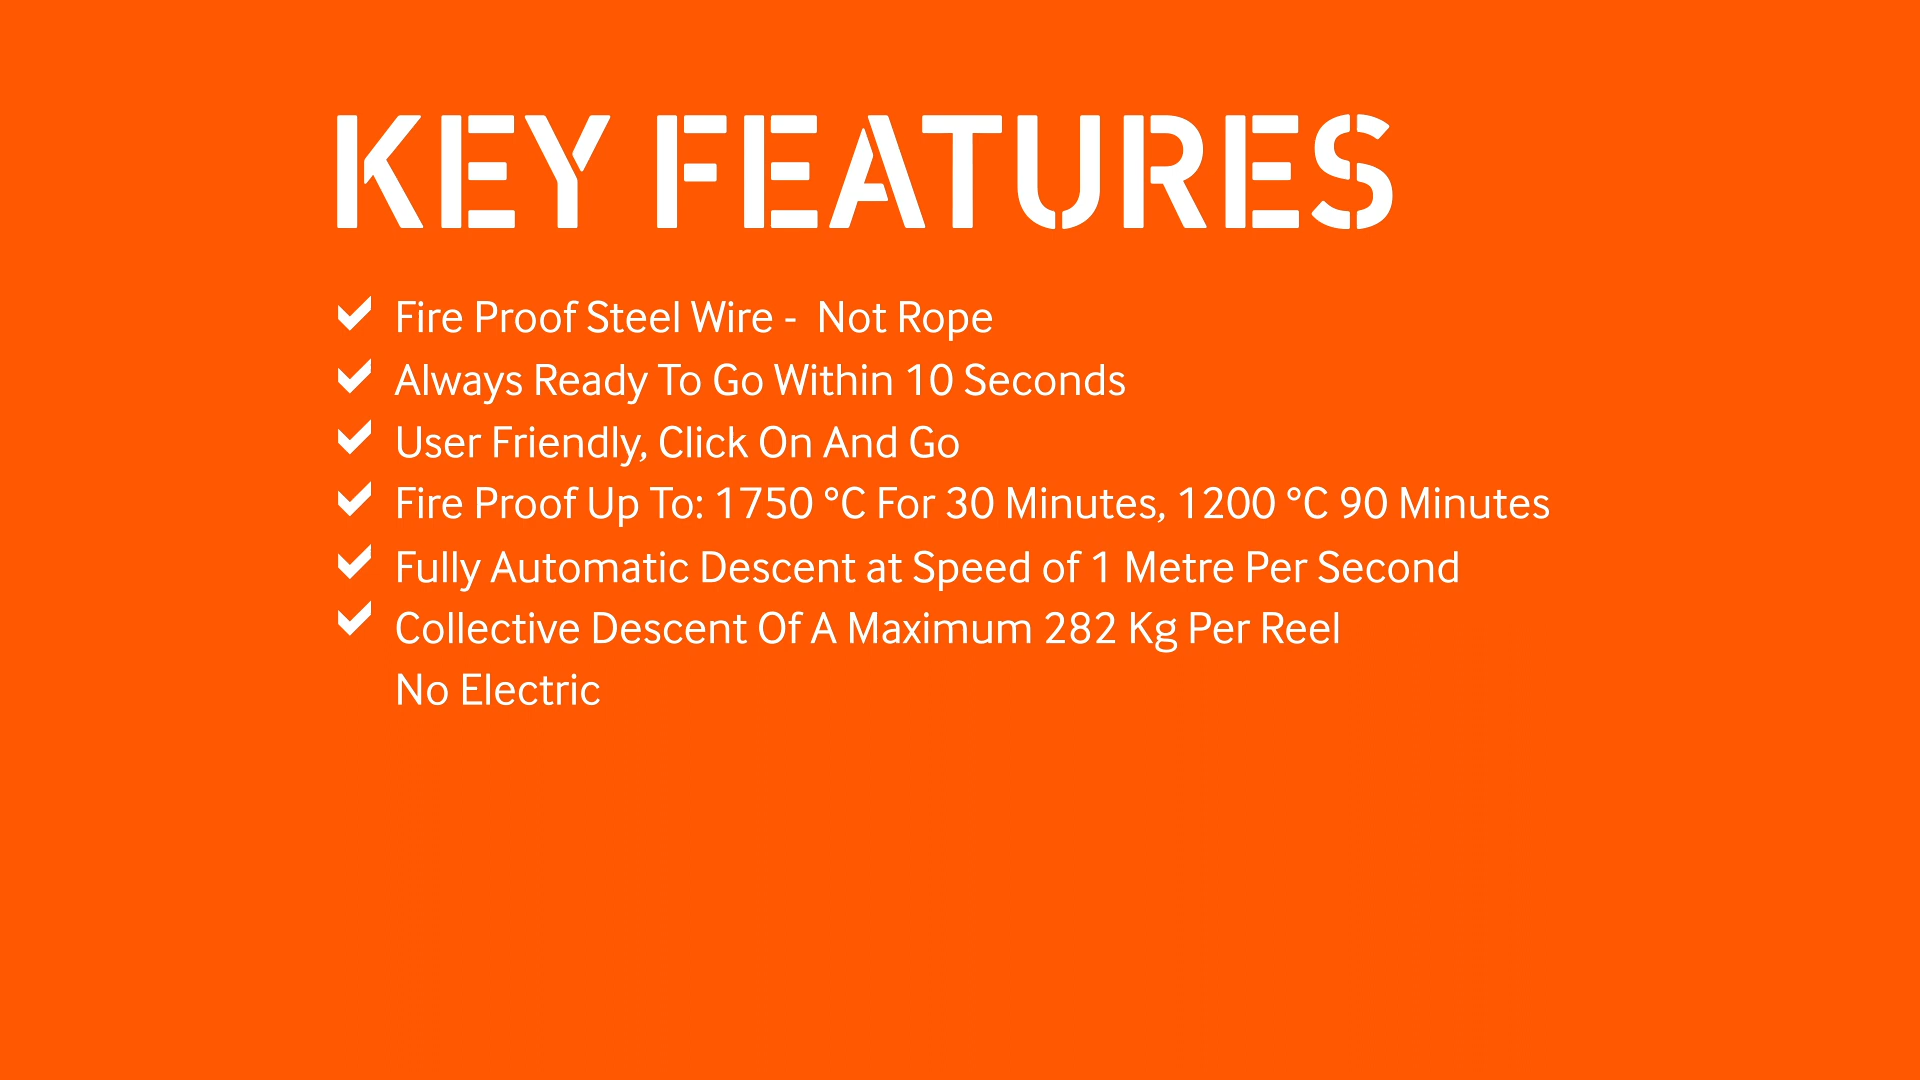 KEY FEATURES
Fire Proof Steel Wire -  Not Rope
Always Ready To Go Within 10 Seconds
User Friendly, Click On And Go
Fire Proof Up To: 1750 °C For 30 Minutes, 1200 °C 90 Minutes
Fully Automatic Descent at Speed of 1 Metre Per Second
Collective Descent Of A Maximum 282 Kg Per Reel
No Electric